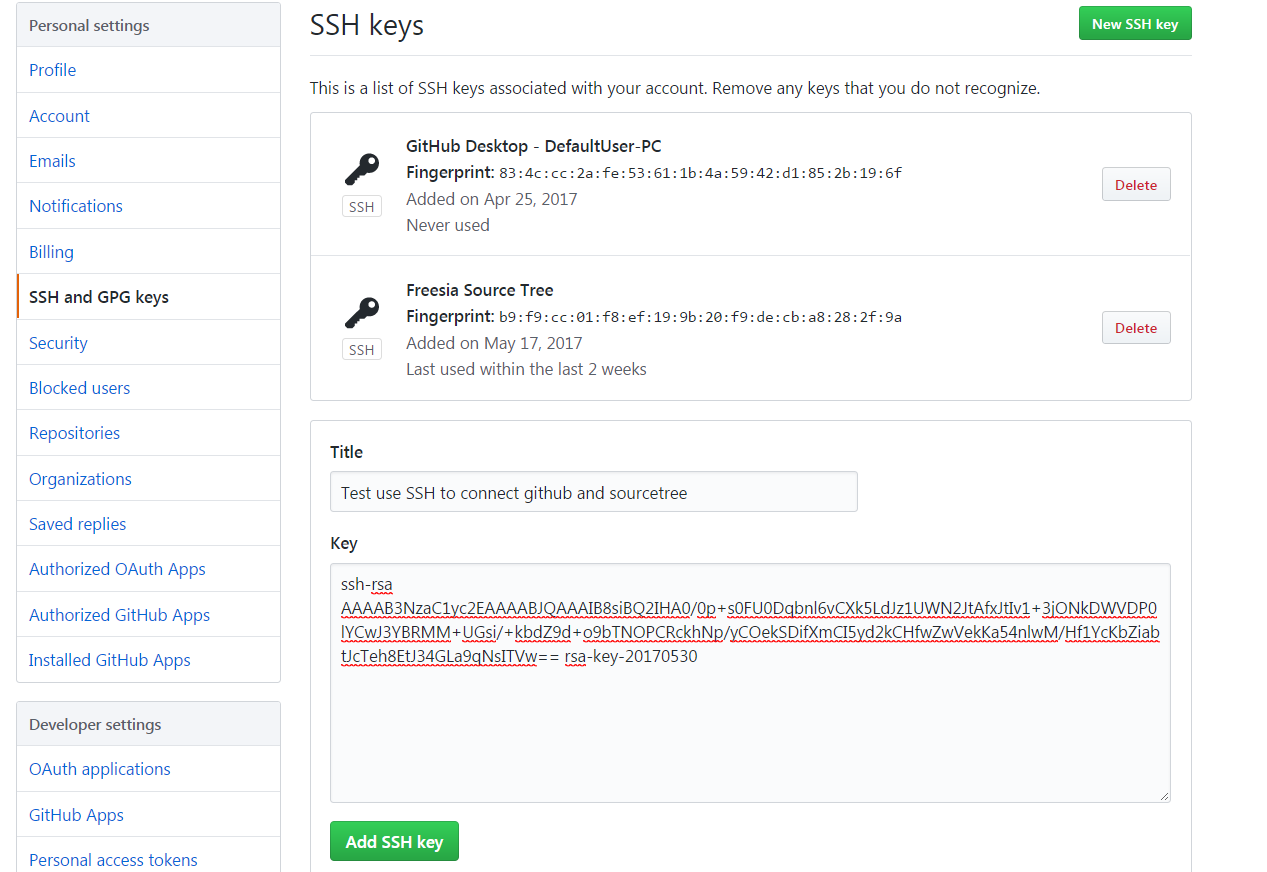 Personal settings
Profile
Account
Emails
Notifications
Billing
SSH and GPG keys
Security
Blocked users
Repositories
Organizations
Saved replies
Authorized OAuth Apps
Authorized GitHub Apps
Installed GitHub Apps
Developer settings
OAuth applications
GitHub Apps
Personal access tokens
SSH keys
New SSH key
This is a list of SSH keys associated with your account. Remove any keys that you do not recognize.
GitHub Desktop - DefaultUser-PC
Fingerprint: 83:4c:cc:2a:fe:53:61:1b:4a:59:42:d1:85:2b:19:6f
Added on Apr 25, 2017
Never used
SSH
Delete
Freesia Source Tree
Fingerprint: b9:f9:cc:01:f8:ef:19:9b:20:f9:de:cb:a8:28:2f:9a
Added on May 17, 2017
Last used within the last 2 weeks
SSH
Delete
Title
Test use SSH to connect github and sourcetree
Key
ssh-rsa
AAAAB3NzaC1yc2EAAAABJQAAAIB8siBQ2IHA0/0p+s0FU0Dqbnl6vCXk5LdJz1UWN2JtAfxJtIv1+3jONkDWVDP0
lYCwJ3YBRMM+UGsi/+kbdZ9d+o9bTNOPCRckhNp/yCOekSDifXmCI5yd2kCHfwZwVekKa54nlwM/Hf1YcKbZiab
tJcTeh8EtJ34GLa9qNsITVw== rsa-key-20170530
Add SSH key